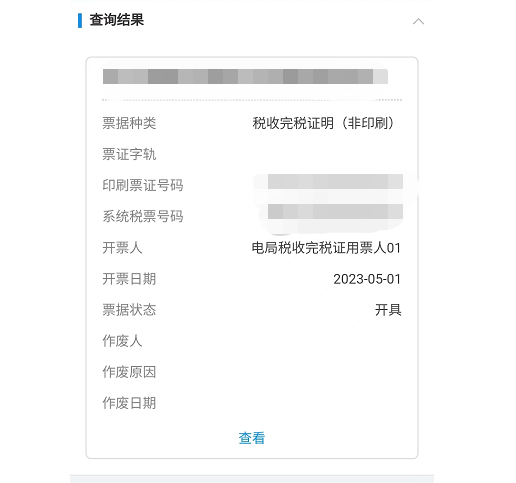 查询结果
票据种类 税收完税证明（非印刷）
票证字轨
印刷票证号码
系统税票号码
开票人 电局税收完税证用票人01
开票日期 2023-05-01
票据状态 开具
作废人
作废原因
作废日期
查看